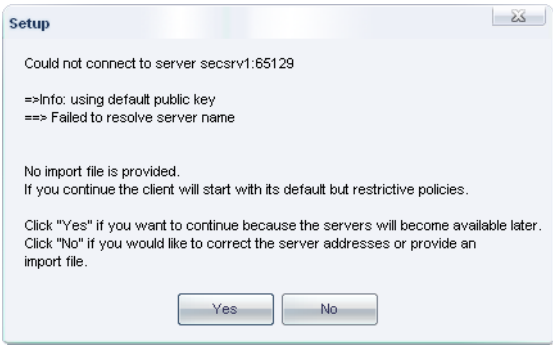 Setup
Could not connect to server secsrv1:65129
=>Info: using default public key
==> Failed to resolve server name
No import file is provided.
If you continue the client will start with its default but restrictive policies.
Click "Yes" if you want to continue because the servers will become available later.
Click "No" if you would like to correct the server addresses or provide an
import file.
Yes
No